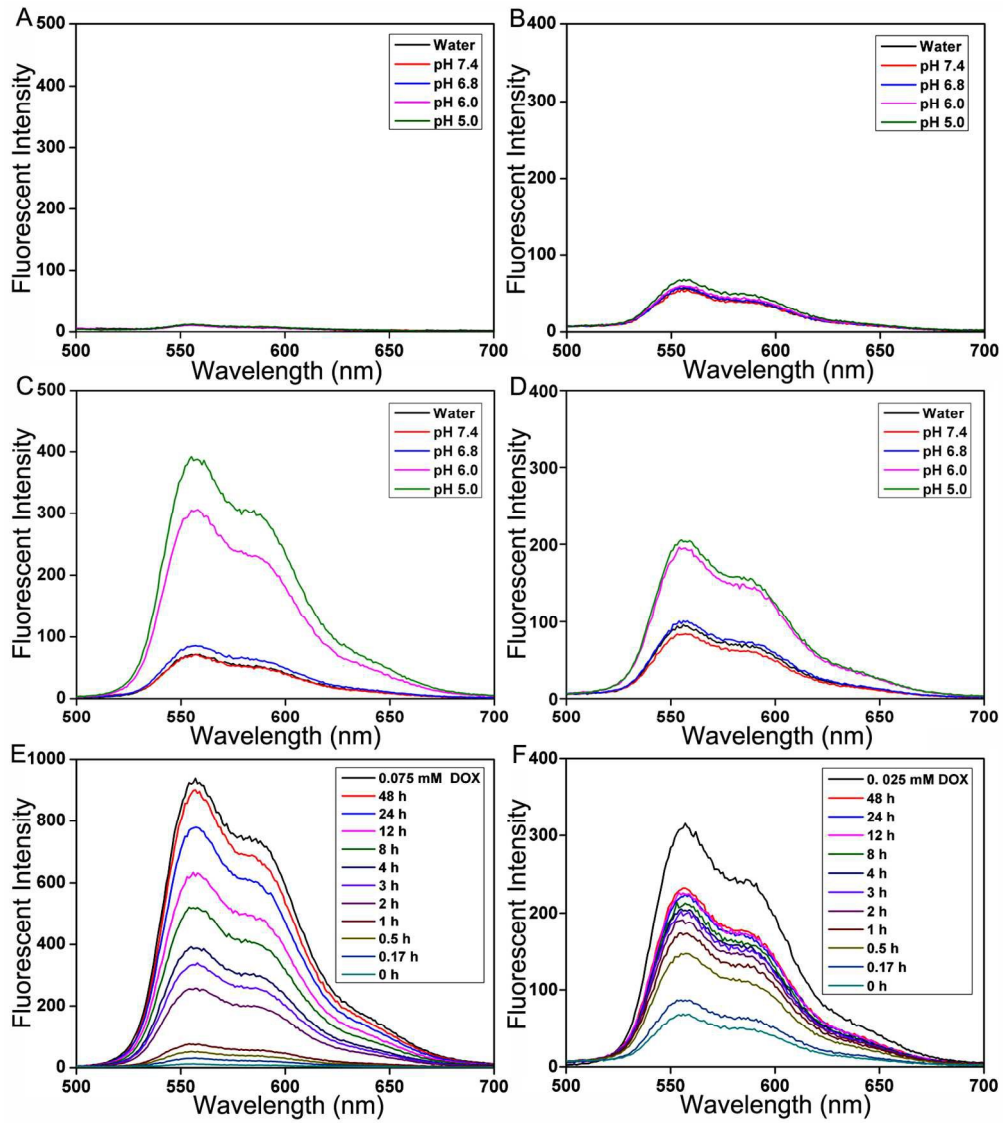 A
500
400
300
200
100
0
Fluorescent Intensity
Water
pH 7.4
pH 6.8
pH 6.0
pH 5.0
500 550 600 650 700
Wavelength (nm)
B
400
300
200
100
0
Fluorescent Intensity
Water
pH 7.4
pH 6.8
pH 6.0
pH 5.0
500 550 600 650 700
Wavelength (nm)
C
500
400
300
200
100
0
Fluorescent Intensity
Water
pH 7.4
pH 6.8
pH 6.0
pH 5.0
500 550 600 650 700
Wavelength (nm)
D
400
300
200
100
0
Fluorescent Intensity
Water
pH 7.4
pH 6.8
pH 6.0
pH 5.0
500 550 600 650 700
Wavelength (nm)
E
1000
800
600
400
200
0
Fluorescent Intensity
0.075 mM DOX
48 h
24 h
12 h
8 h
4 h
3 h
2 h
1 h
0.5 h
0.17 h
0 h
500 550 600 650 700
Wavelength (nm)
F
400
300
200
100
0
Fluorescent Intensity
0. 025 mM DOX
48 h
24 h
12 h
8 h
4 h
3 h
2 h
1 h
0.5 h
0.17 h
0 h
500 550 600 650 700
Wavelength (nm)